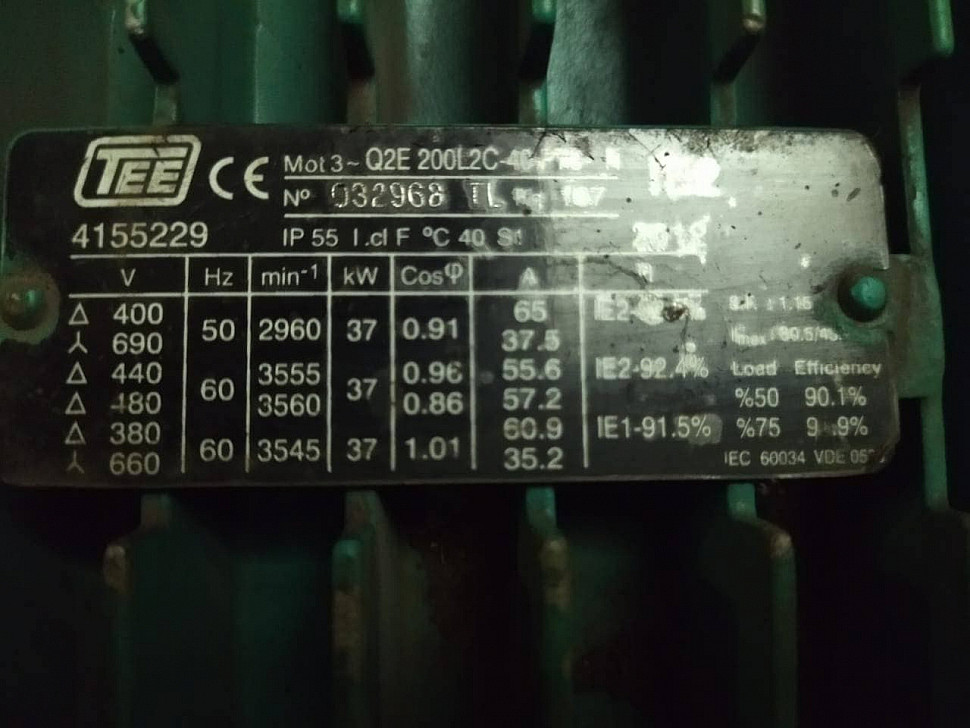 TEE CE Mot 3~ Q2E 200L2C-
Nº 032968 TL
4155229 IP 55 I.cl F ºC 40 S1
V Hz min-1 kW Cosφ A
Δ 400 50 2960 37 0.91 65
⅄ 690 37.5
Δ 440 60 3555 37 0.96 55.6 IE2-92.4%
Δ 480 3560 0.86 57.2
Δ 380 60 3545 37 1.01 60.9 IE1-91.5%
⅄ 660 35.2
Load Efficiency
%50 90.1%
%75
IEC 60034 VDE